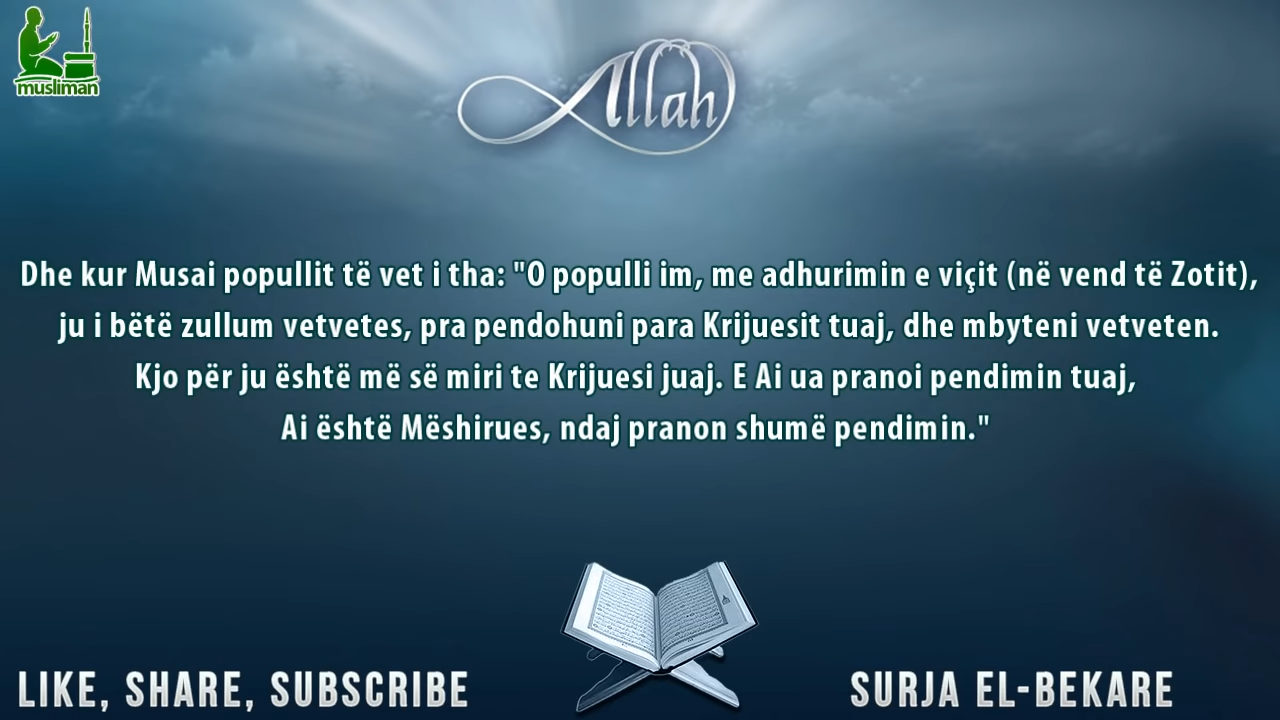 musliman
Allah
Dhe kur Musai popullit të vet i tha: "O populli im, me adhurimin e viçit (në vend të Zotit),
ju i bëtë zullum vetvetes, pra pendohuni para Krijuesit tuaj, dhe mbyteni vetveten.
Kjo për ju është më së miri te Krijuesi juaj. E Ai ua pranoi pendimin tuaj,
Ai është Mëshirues, ndaj pranon shumë pendimin."
LIKE, SHARE, SUBSCRIBE
SURJA EL-BEKARE